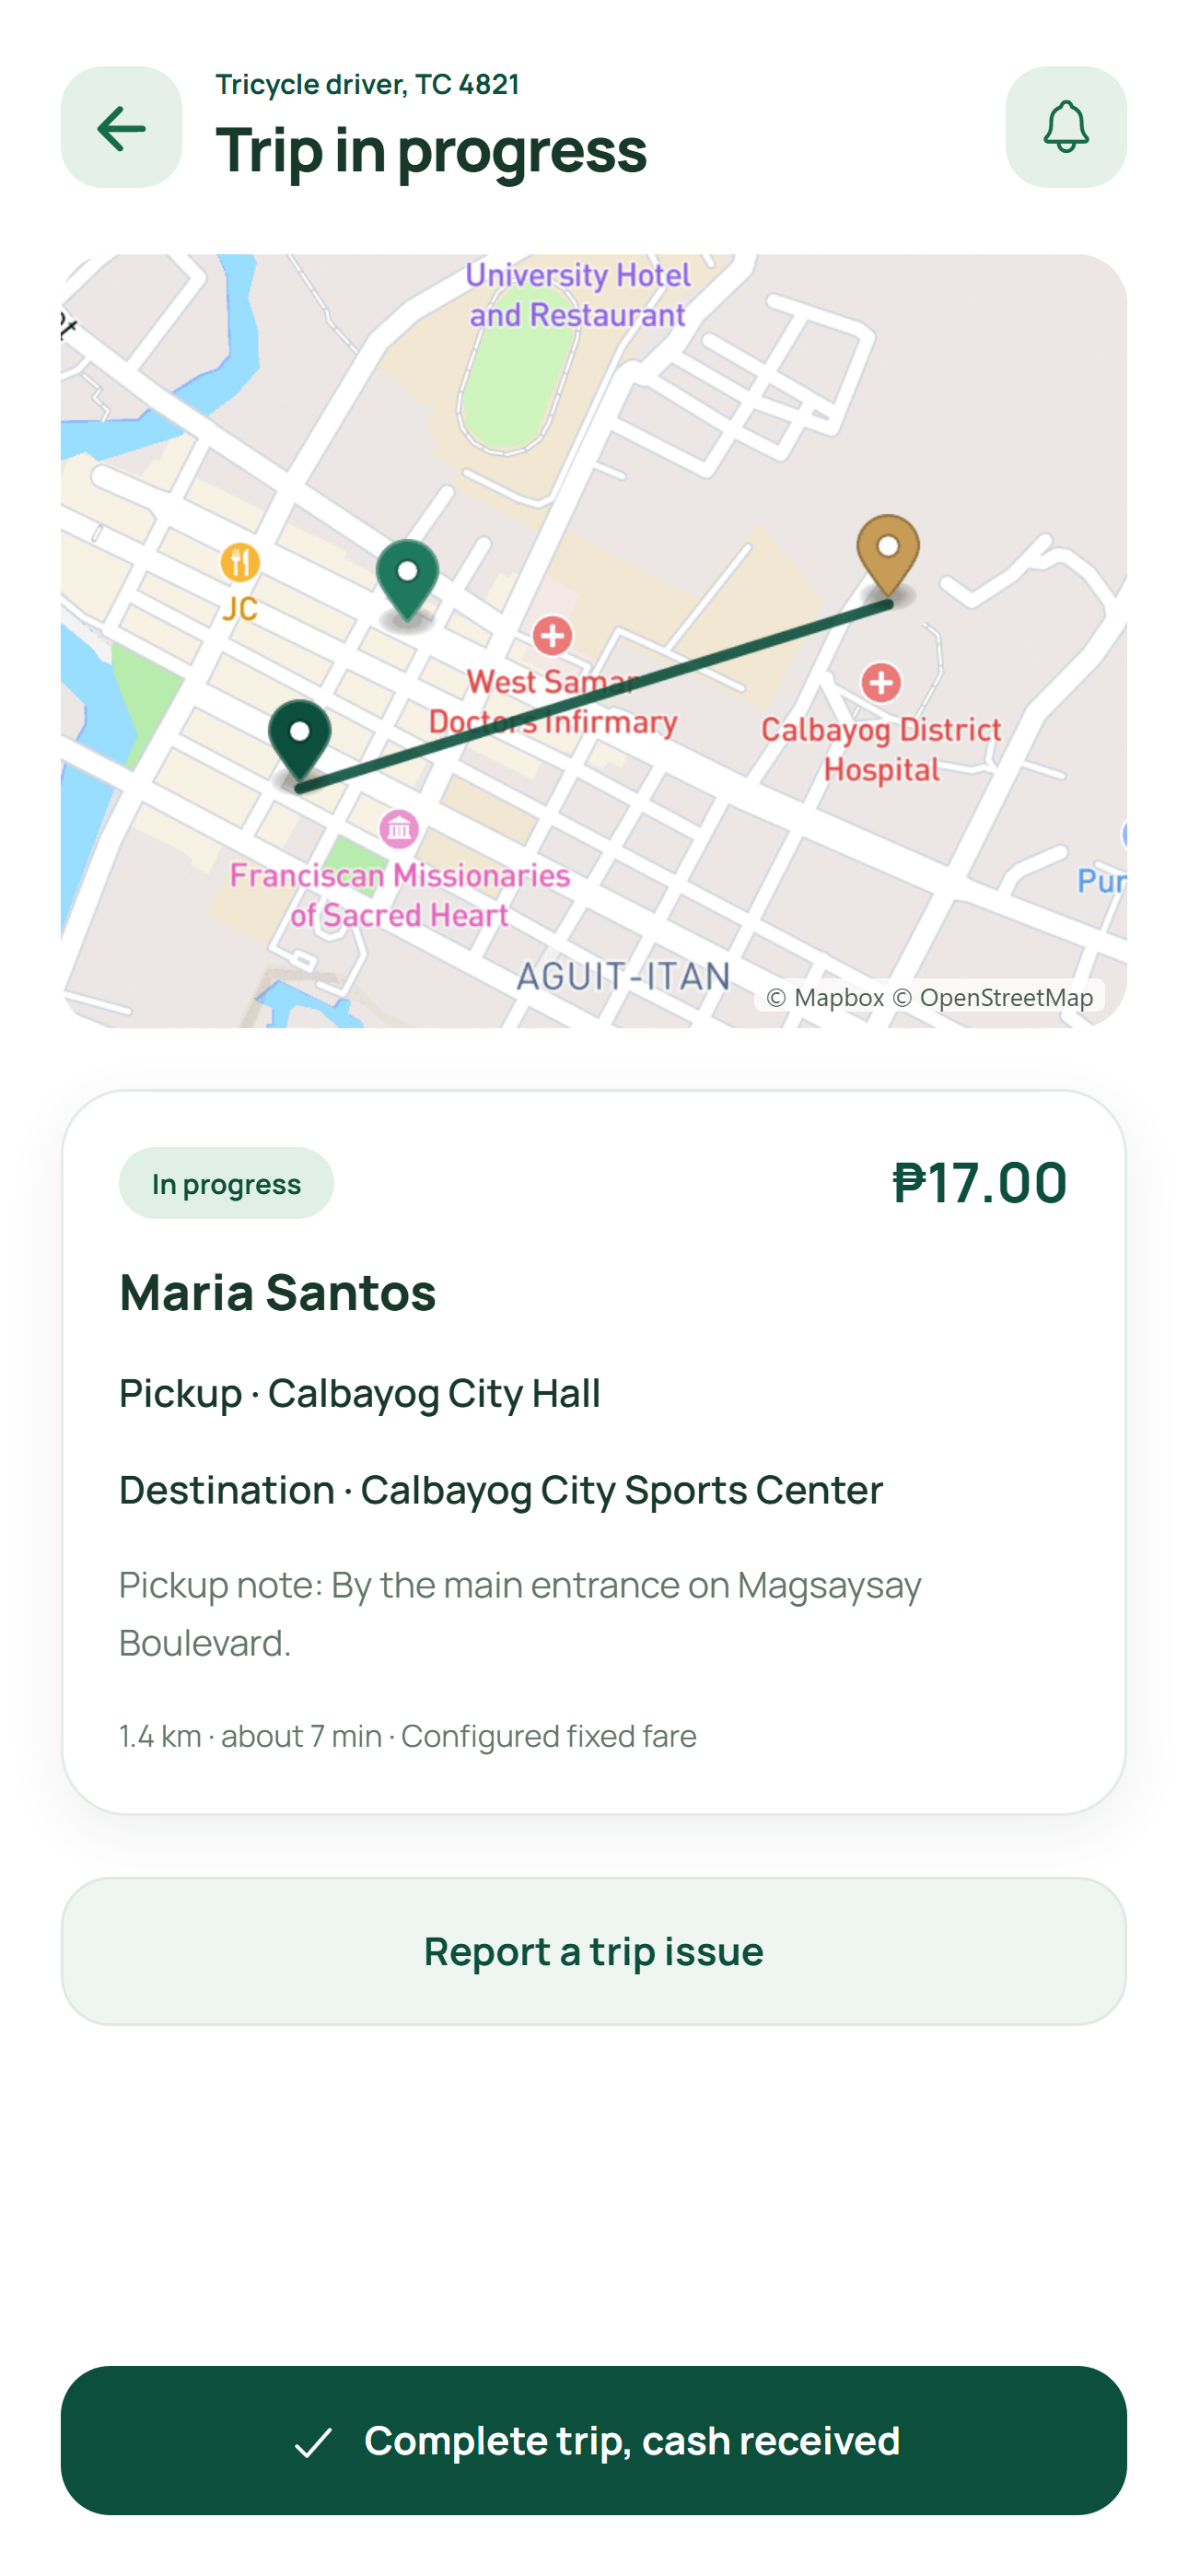 Tricycle driver, TC 4821
Trip in progress
University Hotel
and Restaurant
JC
West Samar
Doctors Infirmary
Calbayog District
Hospital
Franciscan Missionaries
of Sacred Heart
Pur
AGUIT-ITAN
© Mapbox © OpenStreetMap
In progress
₱17.00
Maria Santos
Pickup · Calbayog City Hall
Destination · Calbayog City Sports Center
Pickup note: By the main entrance on Magsaysay
Boulevard.
1.4 km · about 7 min · Configured fixed fare
Report a trip issue
Complete trip, cash received